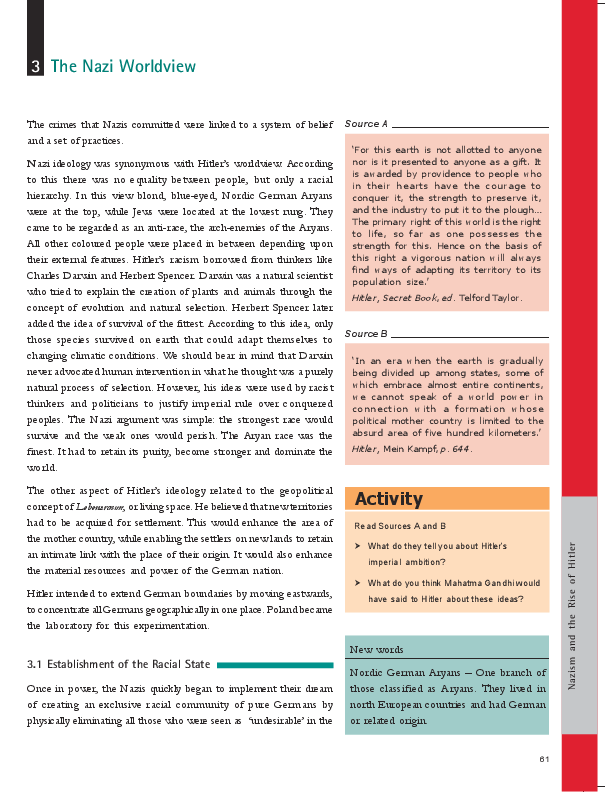 3 The Nazi Worldview
The crimes that Nazis committed were linked to a system of belief
and a set of practices.
Nazi ideology was synonymous with Hitler's worldview. According
to this there was no equality between people, but only a racial
hierarchy. In this view blond, blue-eyed, Nordic German Aryans
were at the top, while Jews were located at the lowest rung. They
came to be regarded as an anti-race, the arch-enemies of the Aryans.
All other coloured people were placed in between depending upon
their external features. Hitler's racism borrowed from thinkers like
Charles Darwin and Herbert Spencer. Darwin was a natural scientist
who tried to explain the creation of plants and animals through the
concept of evolution and natural selection. Herbert Spencer later
added the idea of survival of the fittest. According to this idea, only
those species survived on earth that could adapt themselves to
changing climatic conditions. We should bear in mind that Darwin
never advocated human intervention in what he thought was a purely
natural process of selection. However, his ideas were used by racist
thinkers and politicians to justify imperial rule over conquered
peoples. The Nazi argument was simple: the strongest race would
survive and the weak ones would perish. The Aryan race was the
finest. It had to retain its purity, become stronger and dominate the
world.
The other aspect of Hitler's ideology related to the geopolitical
concept of Lebensraum, or living space. He believed that new territories
had to be acquired for settlement. This would enhance the area of
the mother country, while enabling the settlers on new lands to retain
an intimate link with the place of their origin. It would also enhance
the material resources and power of the German nation.
Hitler intended to extend German boundaries by moving eastwards,
to concentrate all Germans geographically in one place. Poland became
the laboratory for this experimentation.
3.1 Establishment of the Racial State
Once in power, the Nazis quickly began to implement their dream
of creating an exclusive racial community of pure Germans by
physically eliminating all those who were seen as 'undesirable' in the
Source A
'For this earth is not allotted to anyone
nor is it presented to anyone as a gift. It
is awarded by providence to people who
in their hearts have the courage to
conquer it, the strength to preserve it,
and the industry to put it to the plough...
The primary right of this world is the right
to life, so far as one possesses the
strength for this. Hence on the basis of
this right a vigorous nation will always
find ways of adapting its territory to its
population size.'
Hitler, Secret Book, ed. Telford Taylor.
Source B
'In an era when the earth is gradually
being divided up among states, some of
which embrace almost entire continents,
we cannot speak of a world power in
connection with a formation whose
political mother country is limited to the
absurd area of five hundred kilometers.'
Hitler, Mein Kampf, p. 644.
Activity
Read Sources A and B
➤ What do they tell you about Hitler's
imperial ambition?
➤ What do you think Mahatma Gandhi would
have said to Hitler about these ideas?
New words
Nordic German Aryans – One branch of
those classified as Aryans. They lived in
north European countries and had German
or related origin
Nazism and the Rise of Hitler
61